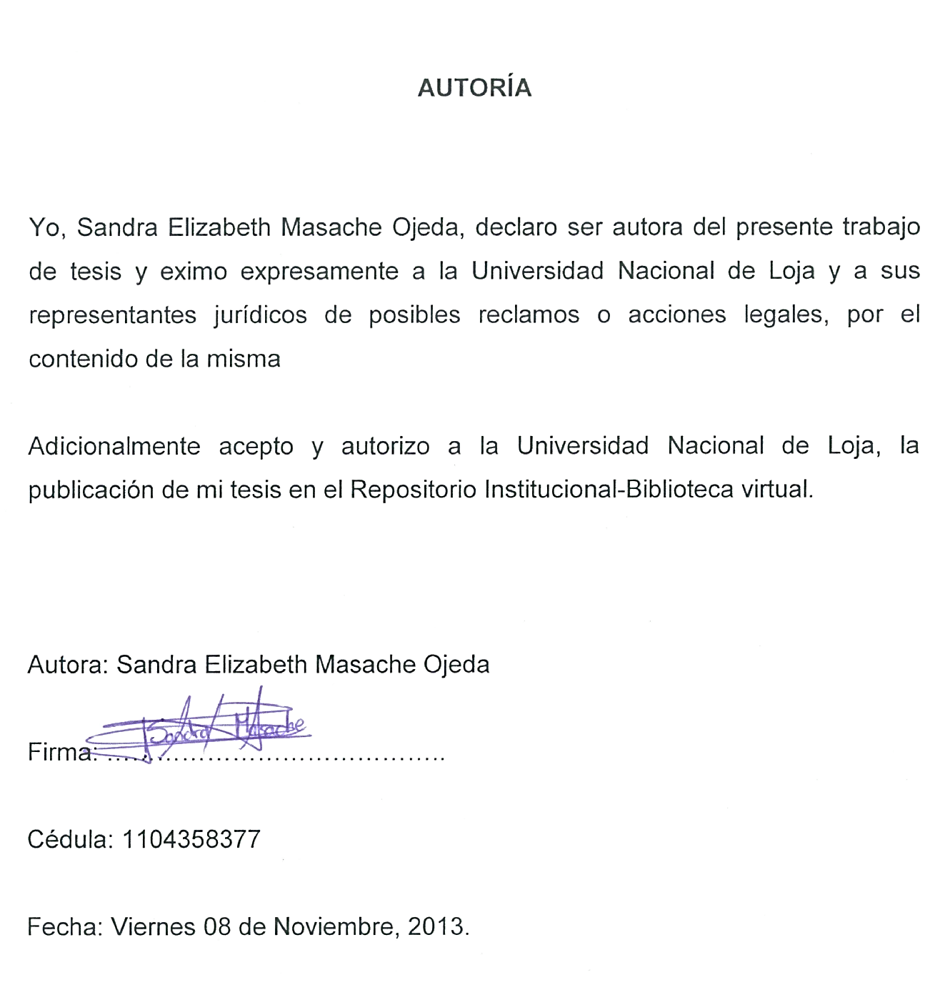 AUTORÍA
Yo, Sandra Elizabeth Masache Ojeda, declaro ser autora del presente trabajo
de tesis y eximo expresamente a la Universidad Nacional de Loja y a sus
representantes jurídicos de posibles reclamos o acciones legales, por el
contenido de la misma
Adicionalmente acepto y autorizo a la Universidad Nacional de Loja, la
publicación de mi tesis en el Repositorio Institucional-Biblioteca virtual.
Autora: Sandra Elizabeth Masache Ojeda
Sandra Masache
Firma: ..........................................
Cédula: 1104358377
Fecha: Viernes 08 de Noviembre, 2013.